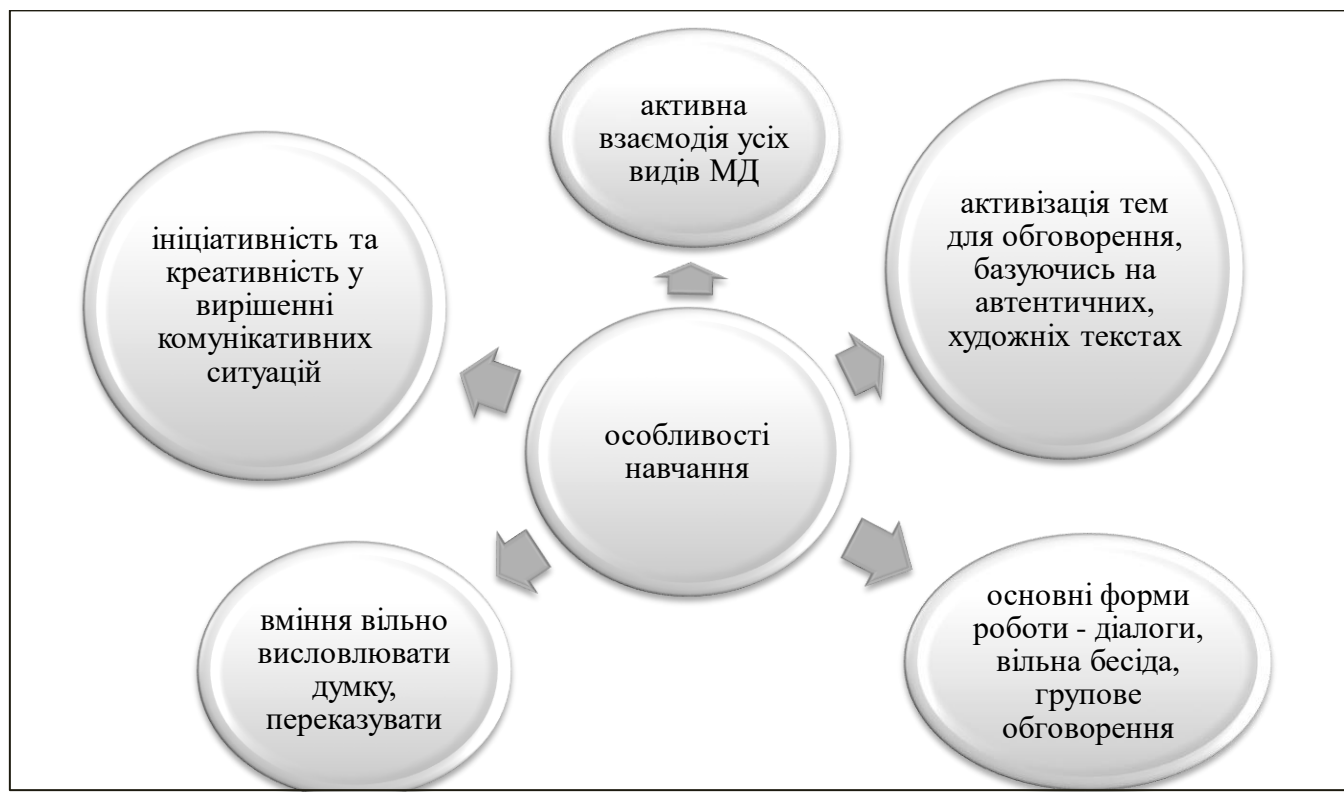 активна
взаємодія усіх
видів МД
активізація тем
для обговорення,
базуючись на
автентичних,
художніх текстах
ініціативність та
креативність у
вирішенні
комунікативних
ситуацій
особливості
навчання
вміння вільно
висловлювати
думку,
переказувати
основні форми
роботи - діалоги,
вільна бесіда,
групове
обговорення